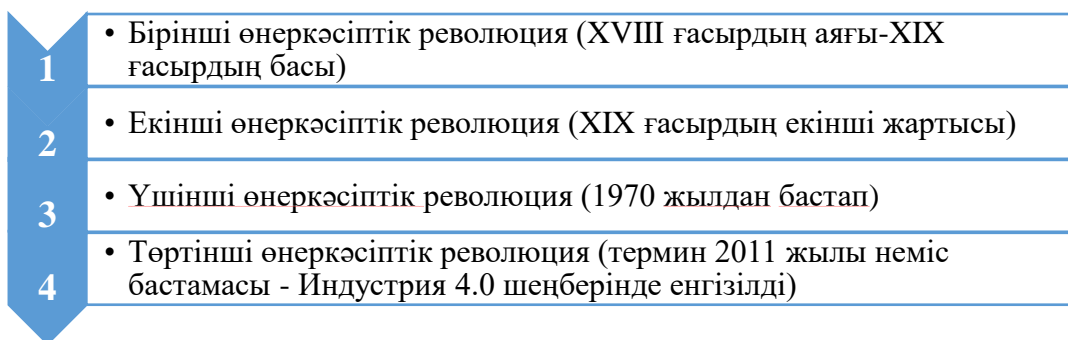 1
• Бірінші өнеркәсіптік революция (XVIII ғасырдың аяғы-XIX
ғасырдың басы)
2
• Екінші өнеркәсіптік революция (XIX ғасырдың екінші жартысы)
3
• Үшінші өнеркәсіптік революция (1970 жылдан бастап)
4
• Төртінші өнеркәсіптік революция (термин 2011 жылы неміс
бастамасы - Индустрия 4.0 шеңберінде енгізілді)